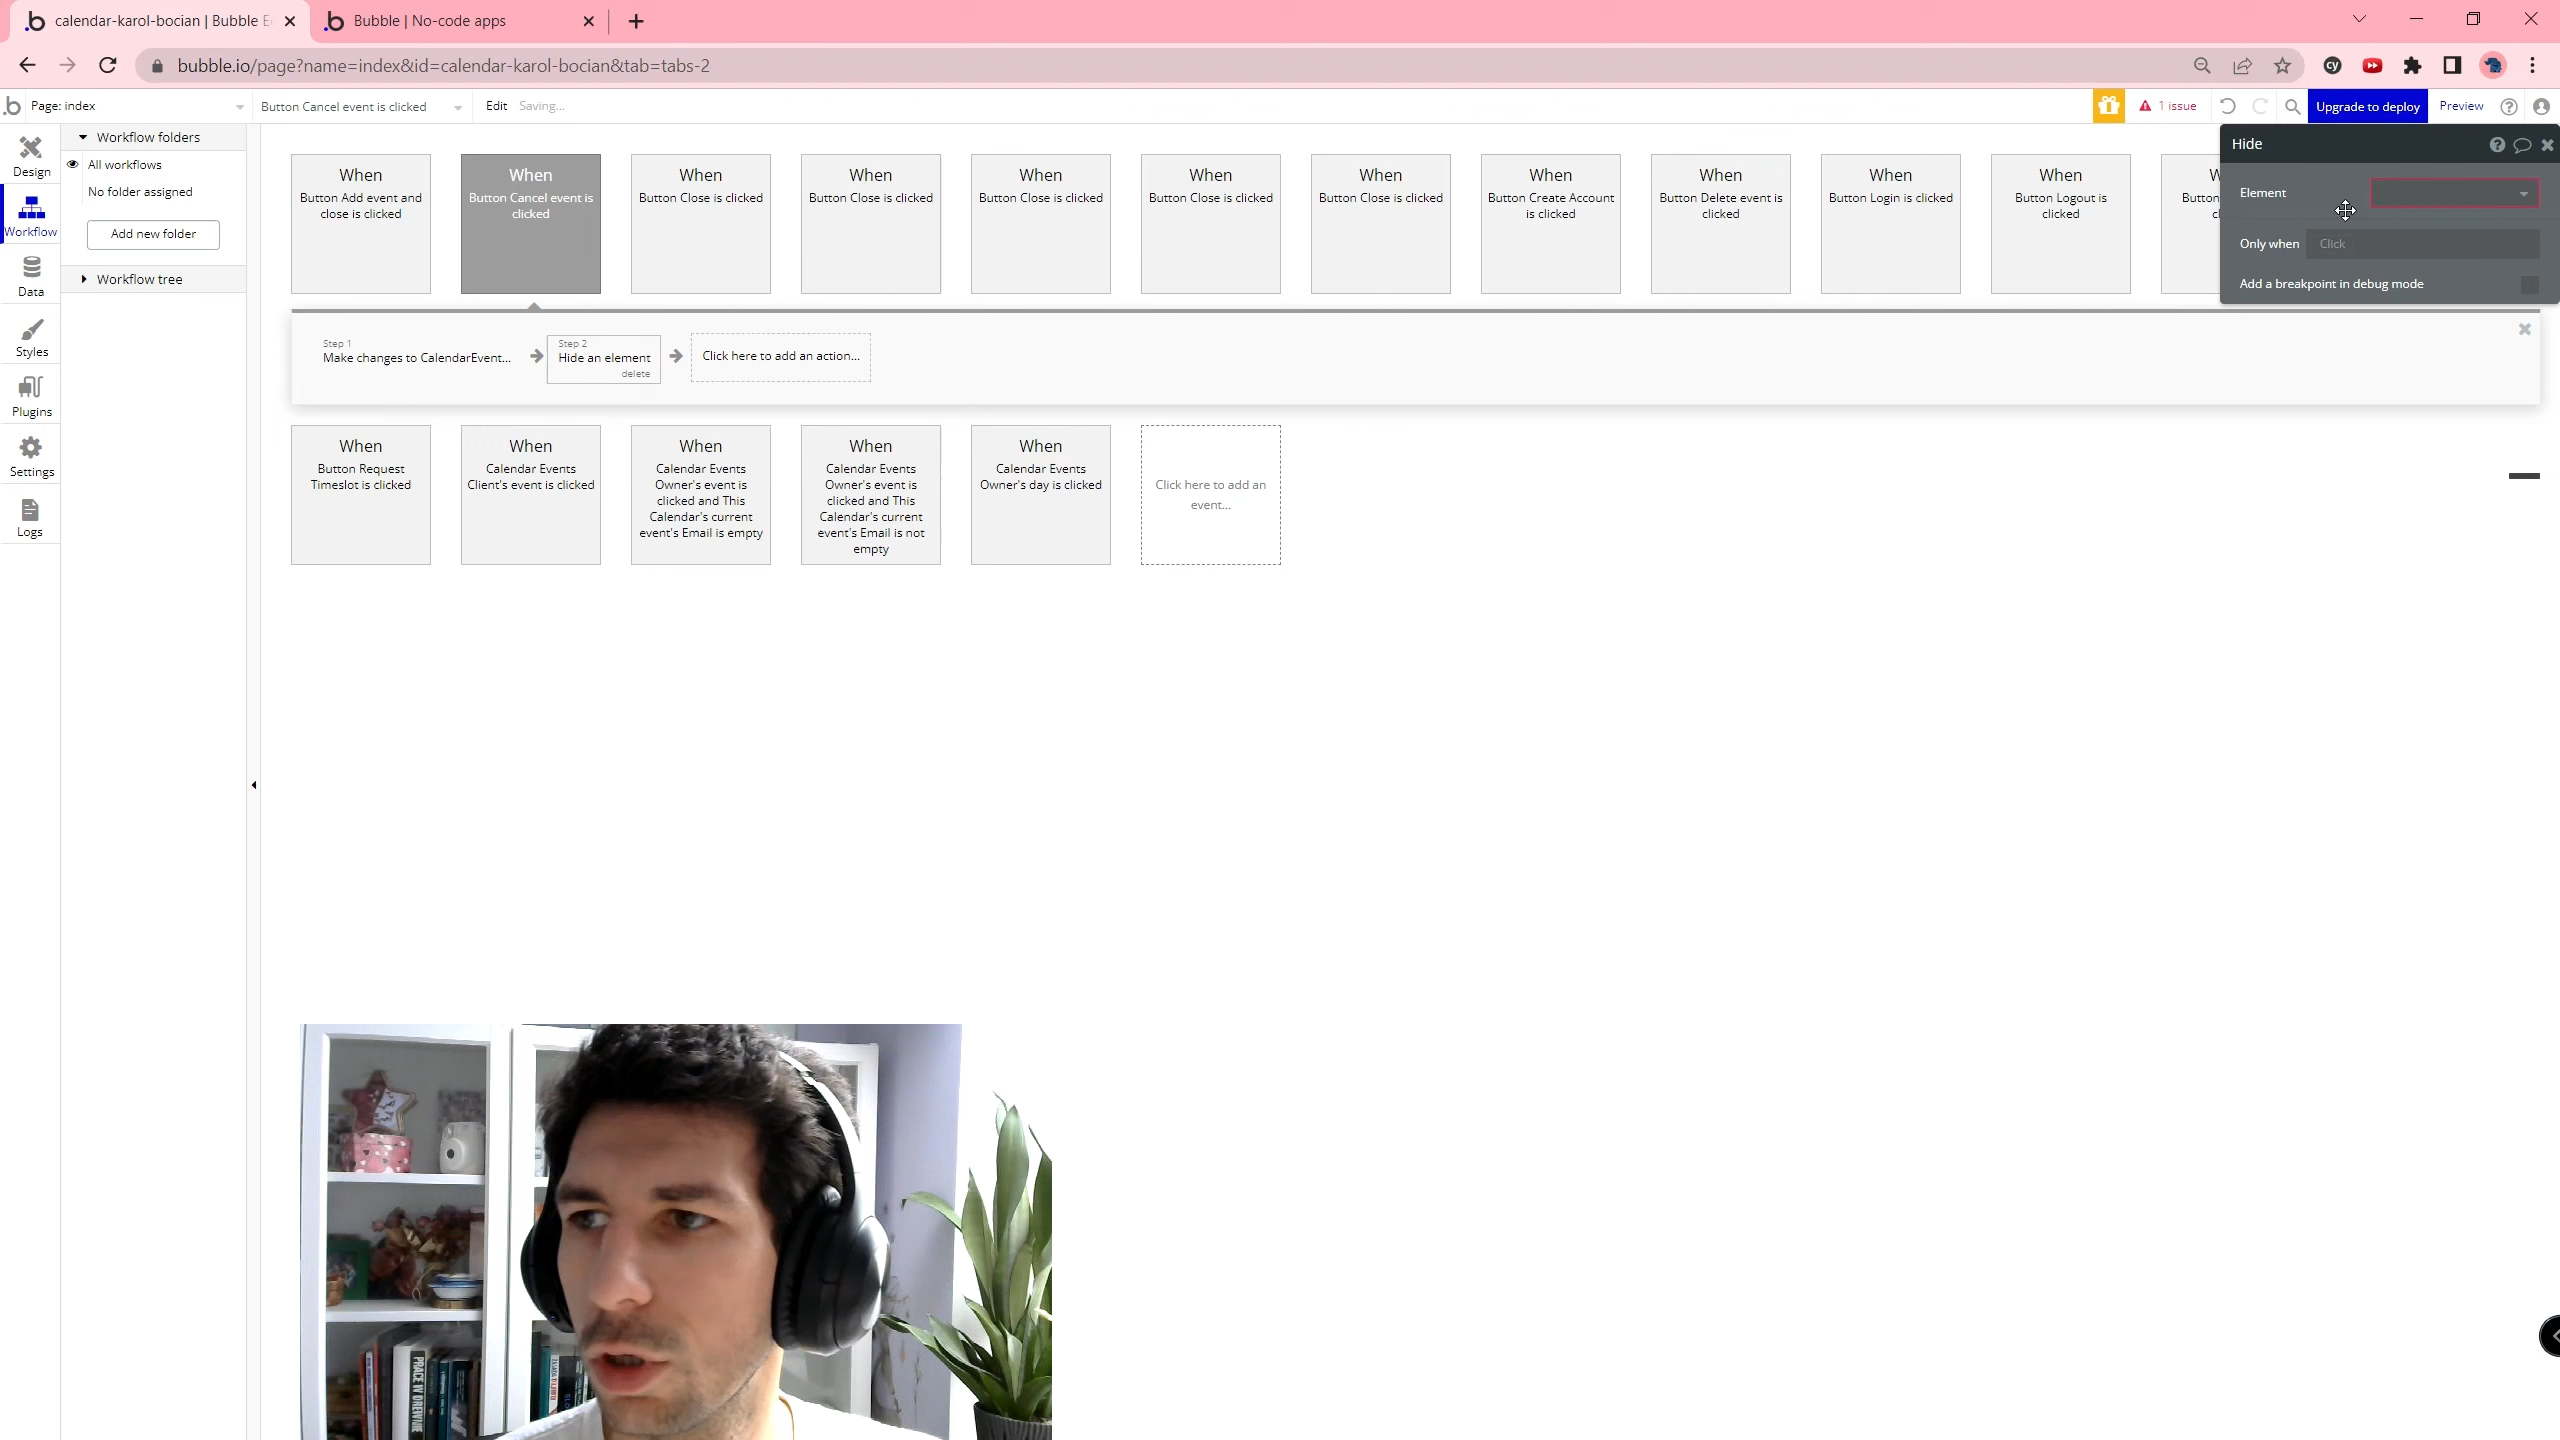 calendar-karol-bocian | Bubble E
Bubble | No-code apps
bubble.io/page?name=index&id=calendar-karol-bocian&tab=tabs-2
Page: index
Button Cancel event is clicked
Edit
Saving...
1 issue
Upgrade to deploy
Preview
Design
Workflow
Data
Styles
Plugins
Settings
Logs
Workflow folders
All workflows
No folder assigned
Add new folder
Workflow tree
When
Button Add event and
close is clicked
When
Button Cancel event is
clicked
When
Button Close is clicked
When
Button Close is clicked
When
Button Close is clicked
When
Button Close is clicked
When
Button Close is clicked
When
Button Create Account
is clicked
When
Button Delete event is
clicked
When
Button Login is clicked
When
Button Logout is
clicked
Button
Hide
Element
Only when
Click
Add a breakpoint in debug mode
Step 1
Make changes to CalendarEvent...
Step 2
Hide an element
delete
Click here to add an action...
When
Button Request
Timeslot is clicked
When
Calendar Events
Client's event is clicked
When
Calendar Events
Owner's event is
clicked and This
Calendar's current
event's Email is empty
When
Calendar Events
Owner's event is
clicked and This
Calendar's current
event's Email is not
empty
When
Calendar Events
Owner's day is clicked
Click here to add an
event...
PRACE W DREWNIE